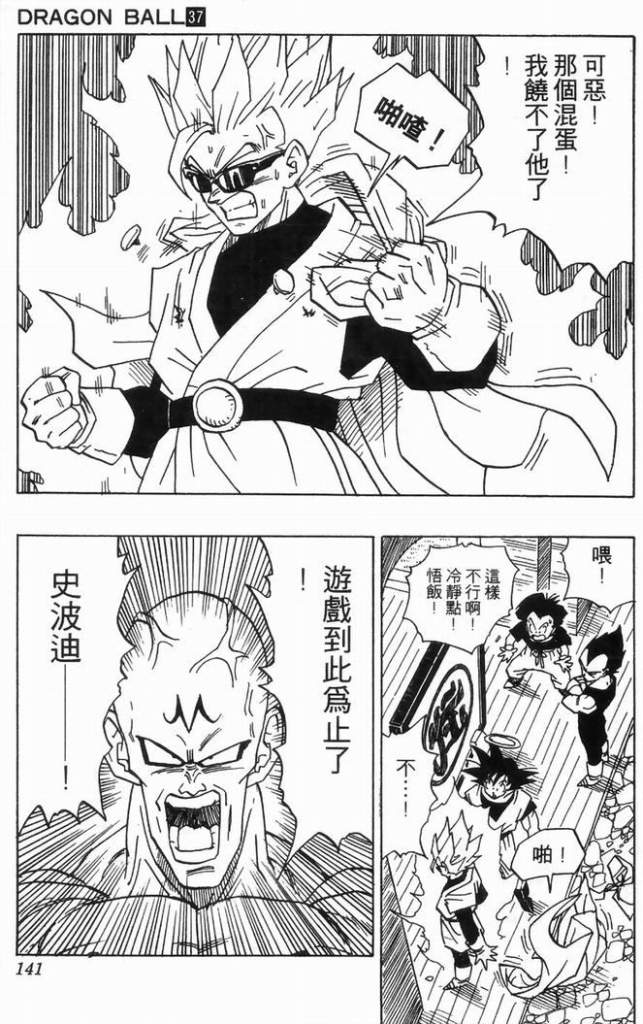 DRAGON BALL 37
可惡！
那個混蛋！
我饒不了他了
！
啪喳！
喂！
這樣
不行啊！
冷靜點！
悟飯！
不…！
啪！
遊戲到此為止了
！
史波迪——！
141